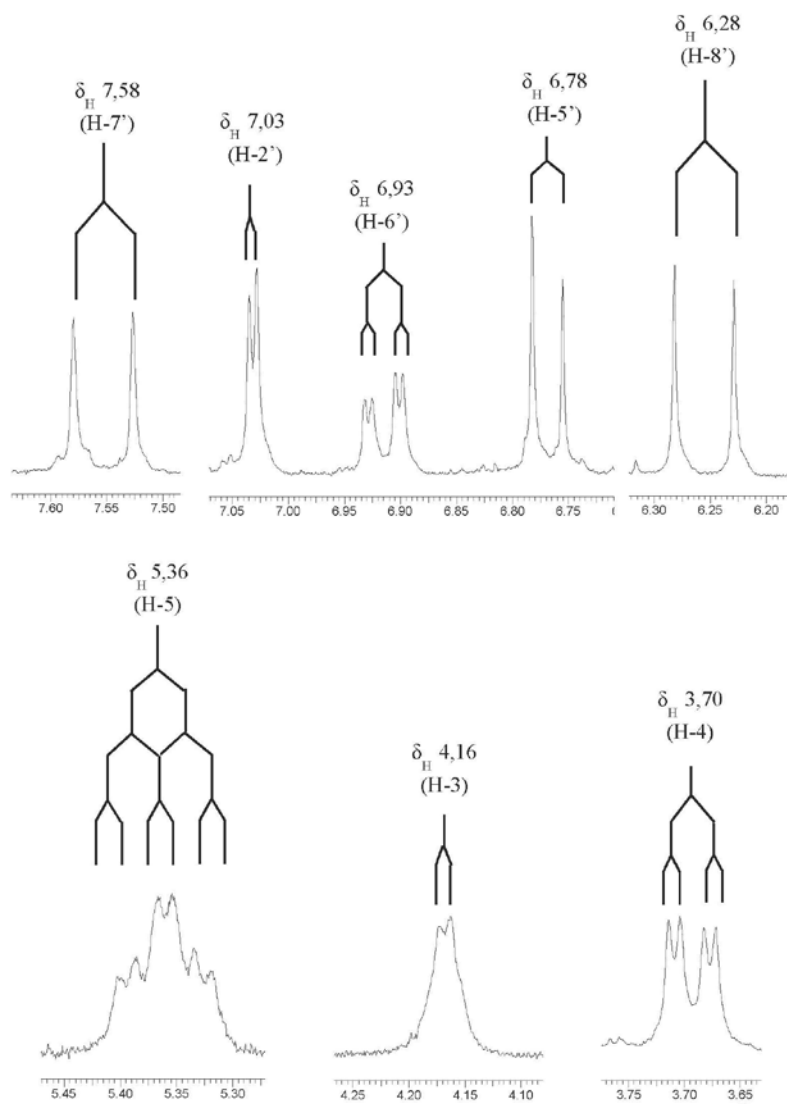 δH 7,58
(H-7’)
δH 7,03
(H-2’)
δH 6,93
(H-6’)
δH 6,78
(H-5’)
δH 6,28
(H-8’)
7.60 7.55 7.50
7.05 7.00 6.95 6.90 6.85 6.80 6.75
6.30 6.25 6.20
δH 5,36
(H-5)
δH 4,16
(H-3)
δH 3,70
(H-4)
5.45 5.40 5.35 5.30
4.25 4.20 4.15 4.10
3.75 3.70 3.65